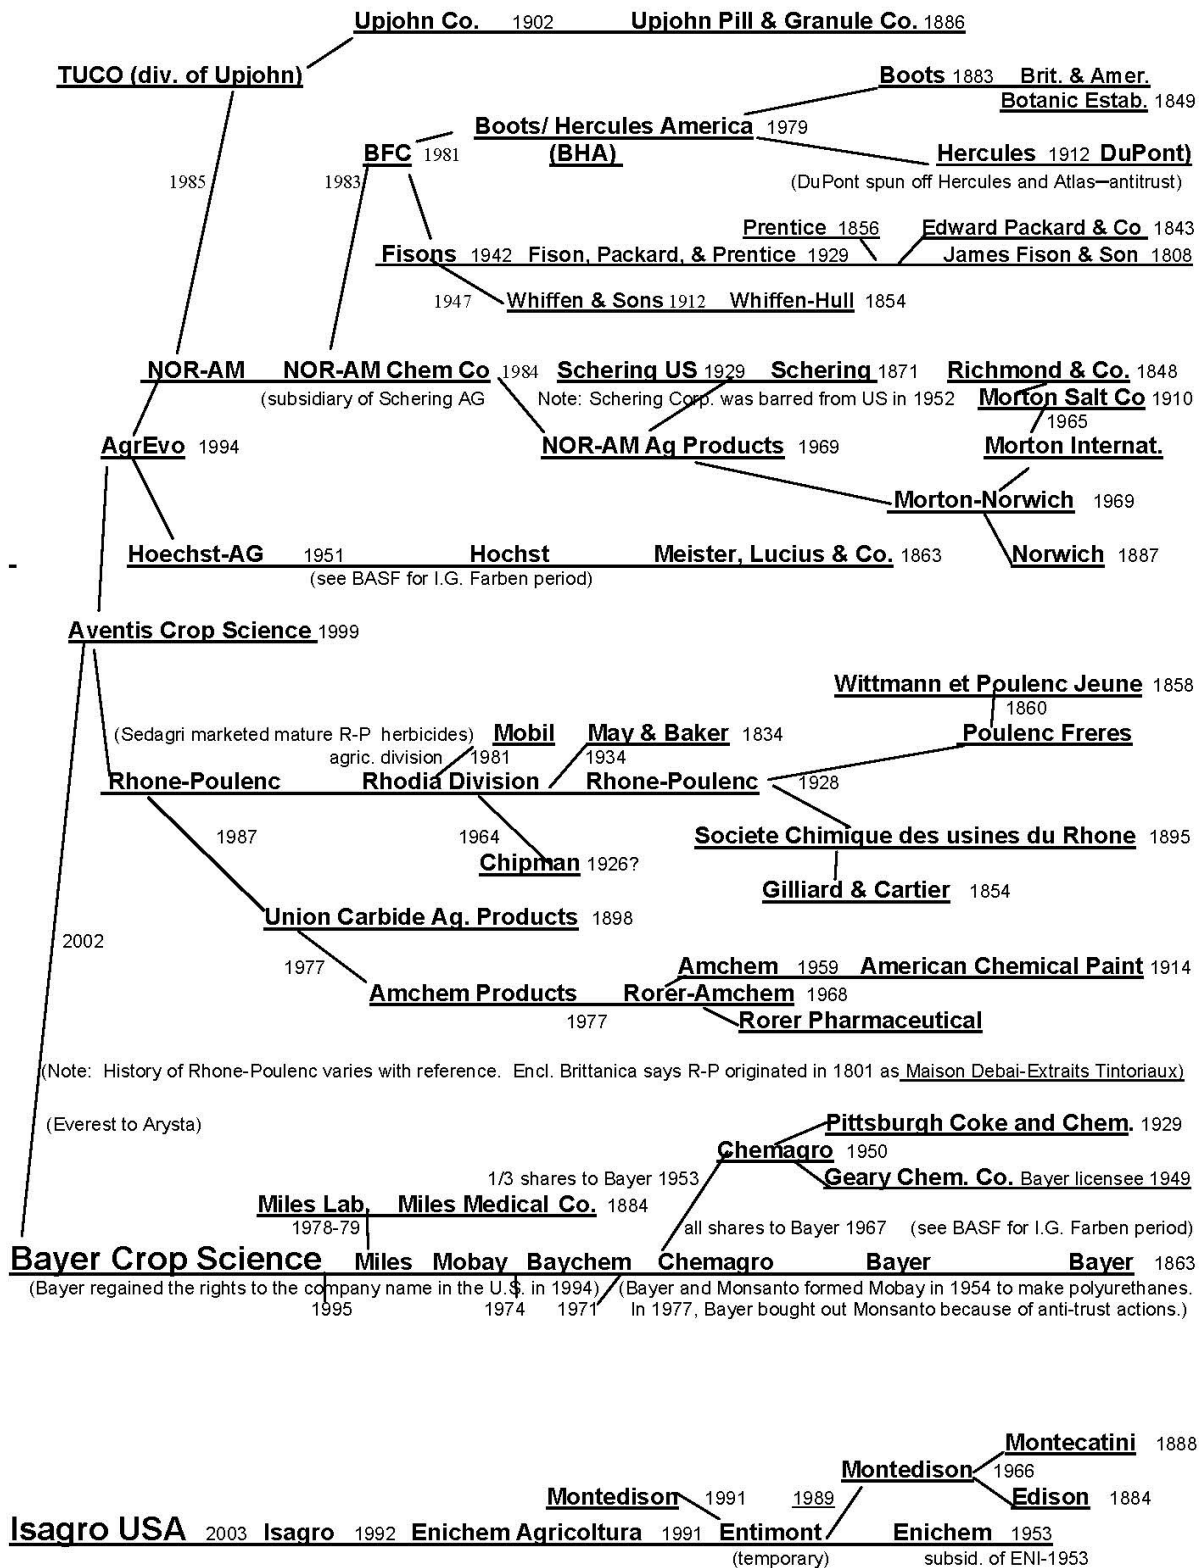 Upjohn Co. 1902 Upjohn Pill & Granule Co. 1886
TUCO (div. of Upjohn)
Boots 1883 Brit. & Amer.
Botanic Estab. 1849
Boots/ Hercules America 1979
BFC 1981 (BHA)
Hercules 1912 DuPont)
1985 1983 (DuPont spun off Hercules and Atlas—antitrust)
Prentice 1856 Edward Packard & Co 1843
Fisons 1942 Fison, Packard, & Prentice 1929 James Fison & Son 1808
1947 Whiffen & Sons 1912 Whiffen-Hull 1854
NOR-AM NOR-AM Chem Co 1984 Schering US 1929 Schering 1871 Richmond & Co. 1848
(subsidiary of Schering AG Note: Schering Corp. was barred from US in 1952 Morton Salt Co 1910
1965
AgrEvo 1994 NOR-AM Ag Products 1969 Morton Internat.
Morton-Norwich 1969
Hoechst-AG 1951 Hochst Meister, Lucius & Co. 1863 Norwich 1887
-
(see BASF for I.G. Farben period)
Aventis Crop Science 1999
Wittmann et Poulenc Jeune 1858
1860
(Sedagri marketed mature R-P herbicides) Mobil May & Baker 1834 Poulenc Freres
agric. division 1981 1934
Rhone-Poulenc Rhodia Division Rhone-Poulenc 1928
1987 1964 Societe Chimique des usines du Rhone 1895
Chipman 1926?
Gilliard & Cartier 1854
Union Carbide Ag. Products 1898
2002
1977 Amchem 1959 American Chemical Paint 1914
Amchem Products Rorer-Amchem 1968
1977 Rorer Pharmaceutical
(Note: History of Rhone-Poulenc varies with reference. Encl. Brittanica says R-P originated in 1801 as Maison Debai-Extraits Tintoriaux)
(Everest to Arysta) Pittsburgh Coke and Chem. 1929
Chemagro 1950
1/3 shares to Bayer 1953 Geary Chem. Co. Bayer licensee 1949
Miles Lab. Miles Medical Co. 1884
1978-79 all shares to Bayer 1967 (see BASF for I.G. Farben period)
Bayer Crop Science Miles Mobay Baychem Chemagro Bayer Bayer 1863
(Bayer regained the rights to the company name in the U.S. in 1994) (Bayer and Monsanto formed Mobay in 1954 to make polyurethanes.
1995 1974 1971 In 1977, Bayer bought out Monsanto because of anti-trust actions.)
Montecatini 1888
Montedison 1966
Montedison 1991 1989 Edison 1884
Isagro USA 2003 Isagro 1992 Enichem Agricoltura 1991 Entimont Enichem 1953
(temporary) subsid. of ENI-1953